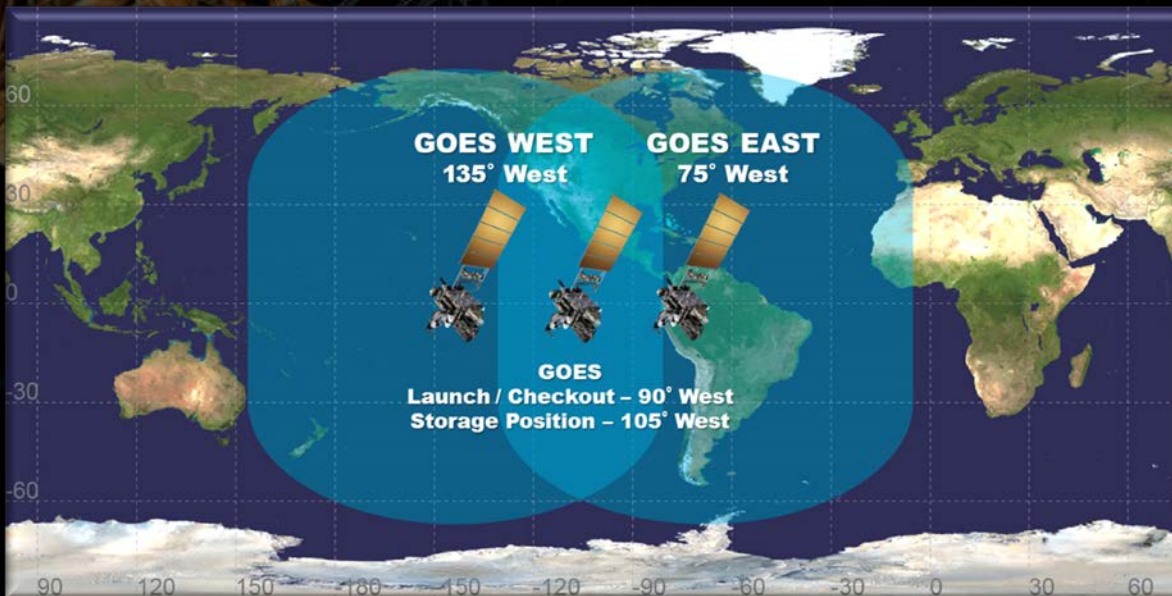 60
30
0
-30
-60
GOES WEST
135° West
GOES EAST
75° West
GOES
Launch / Checkout – 90° West
Storage Position – 105° West
90 120 150 -180 -150 -120 -90 -60 -30 0 30 60